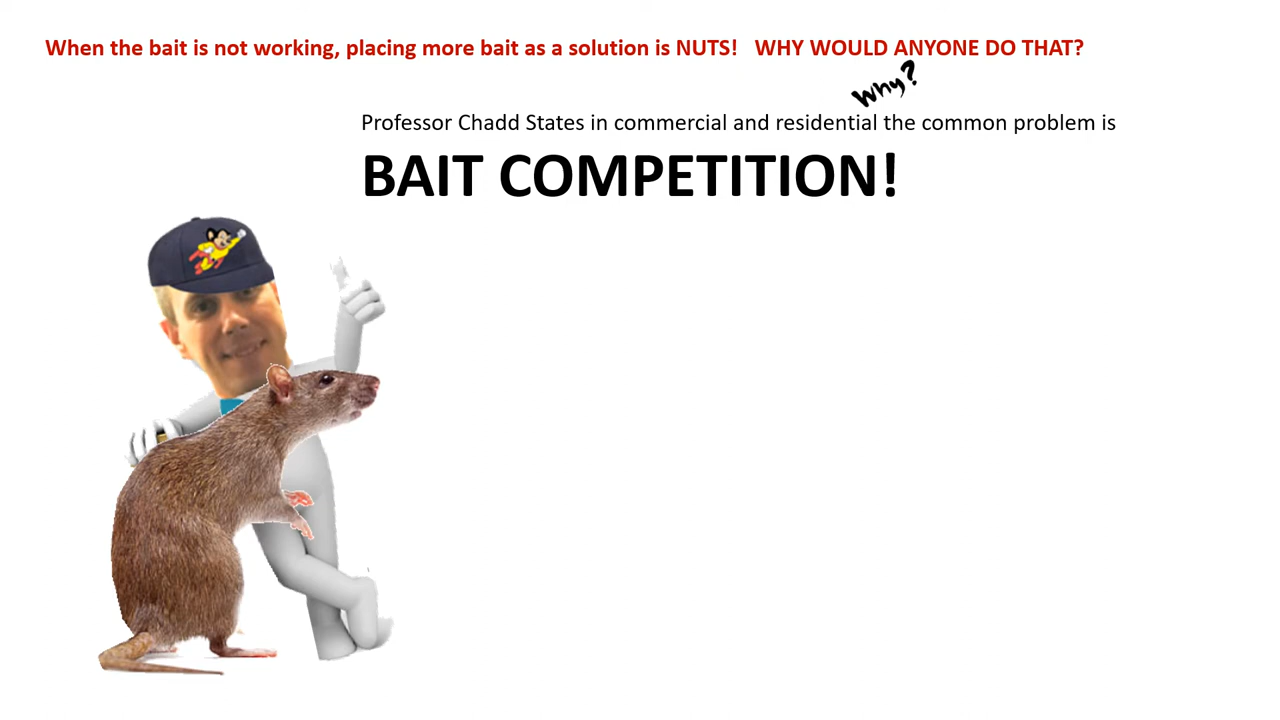 When the bait is not working, placing more bait as a solution is NUTS!   WHY WOULD ANYONE DO THAT?
Why?
Professor Chadd States in commercial and residential the common problem is
BAIT COMPETITION!